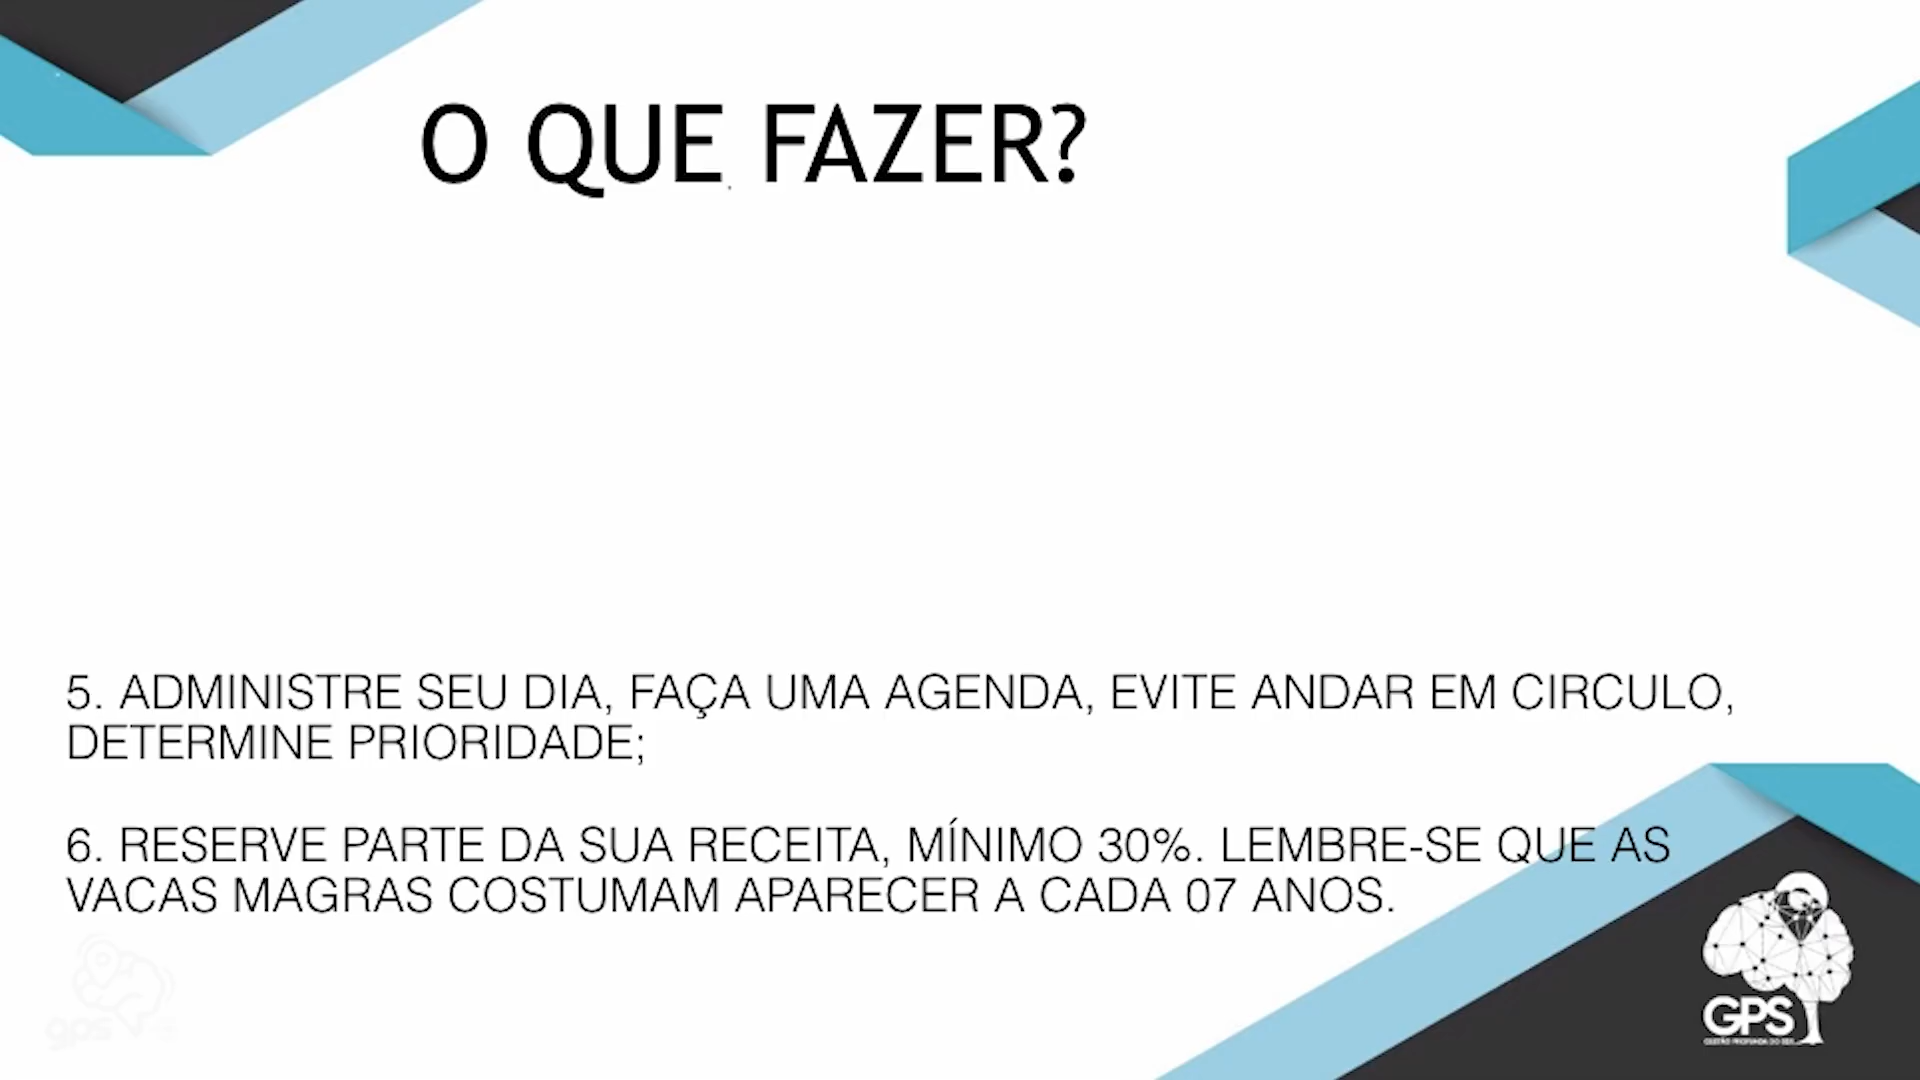 O QUE FAZER?
5. ADMINISTRE SEU DIA, FAÇA UMA AGENDA, EVITE ANDAR EM CIRCULO,
DETERMINE PRIORIDADE;
6. RESERVE PARTE DA SUA RECEITA, MÍNIMO 30%. LEMBRE-SE QUE AS
VACAS MAGRAS COSTUMAM APARECER A CADA 07 ANOS.
gps
GPS